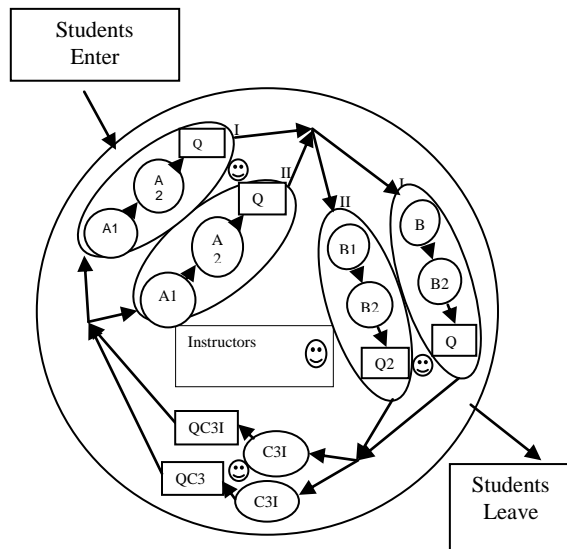 Students
Enter
Q
I
A
2
A1
Q
II
A
2
A1
I
B
B2
Q
II
B1
B2
Q2
Instructors
QC3I
C3I
QC3
C3I
Students
Leave